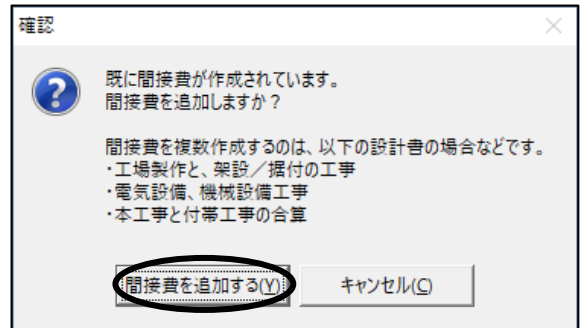 確認
既に間接費が作成されています。
間接費を追加しますか？
間接費を複数作成するのは、以下の設計書の場合などです。
・工場製作と、架設／据付の工事
・電気設備、機械設備工事
・本工事と付帯工事の合算
間接費を追加する(Y)
キャンセル(C)